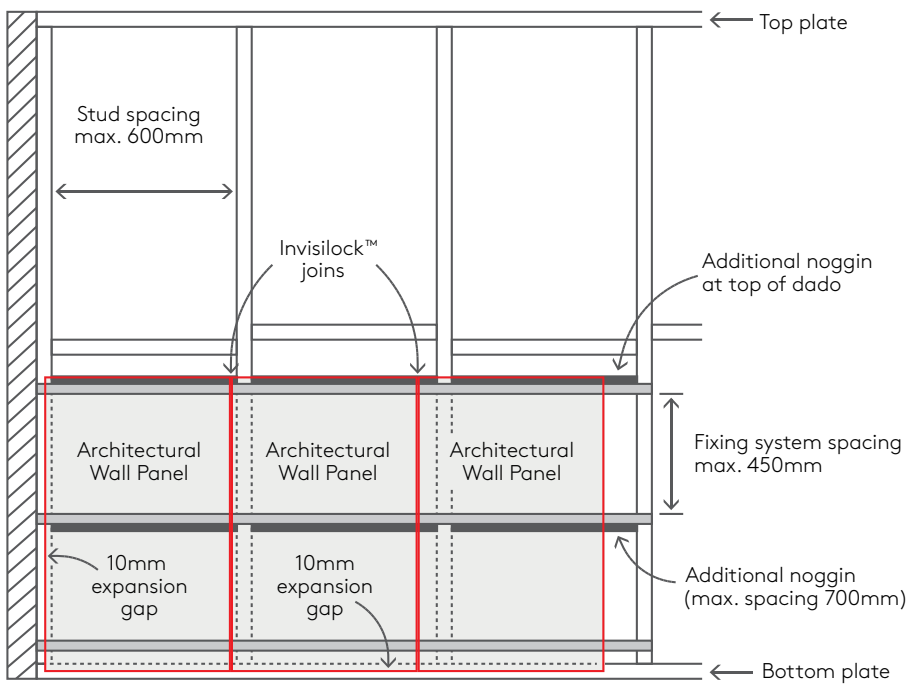 Top plate
Stud spacing
max. 600mm
Invisilock™
joins
Additional noggin
at top of dado
Architectural
Wall Panel
Architectural
Wall Panel
Architectural
Wall Panel
Fixing system spacing
max. 450mm
10mm
expansion
gap
10mm
expansion
gap
Additional noggin
(max. spacing 700mm)
Bottom plate